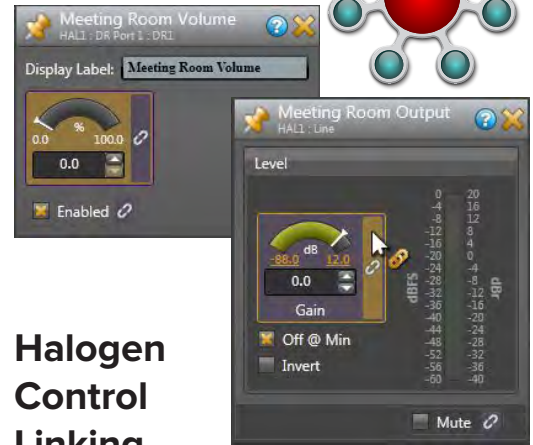 Meeting Room Volume
HAL1 : DR Port 1 : DR1
Display Label: Meeting Room Volume
%
0.0 100.0
0.0
Enabled
Meeting Room Output
HAL1 : Line
Level
dB
-88.0 12.0
0.0
Gain
Off @ Min
Invert
dBFS
0 20
-4 16
-8 12
-12 8
-16 4
-20 0
-24 -4
-28 -8
-32 -12
-36 -16
-40 -20
-44 -24
-48 -28
-52 -32
-56 -36
-60 -40
dBr
Mute
Halogen
Control
Linking